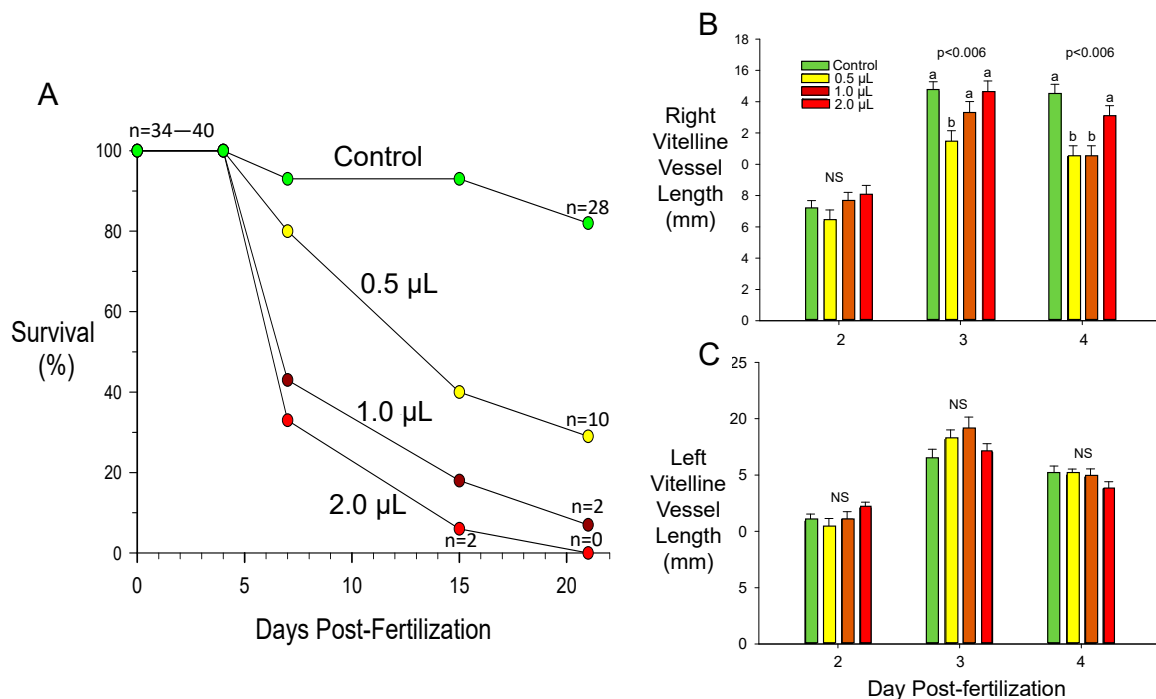 A
n=34—40
100
80
60
40
20
0
Survival
(%)
Control
0.5 µL
1.0 µL
2.0 µL
n=28
n=10
n=2
n=2
n=0
0 5 10 15 20
Days Post-Fertilization
B
Right
Vitelline
Vessel
Length
(mm)
18
16
4
2
0
8
6
4
2
0
Control
0.5 µL
1.0 µL
2.0 µL
NS
p<0.006
a
b
a
a
p<0.006
a
b
b
a
2 3 4
C
Left
Vitelline
Vessel
Length
(mm)
25
20
5
0
5
0
NS
NS
NS
2 3 4
Day Post-fertilization